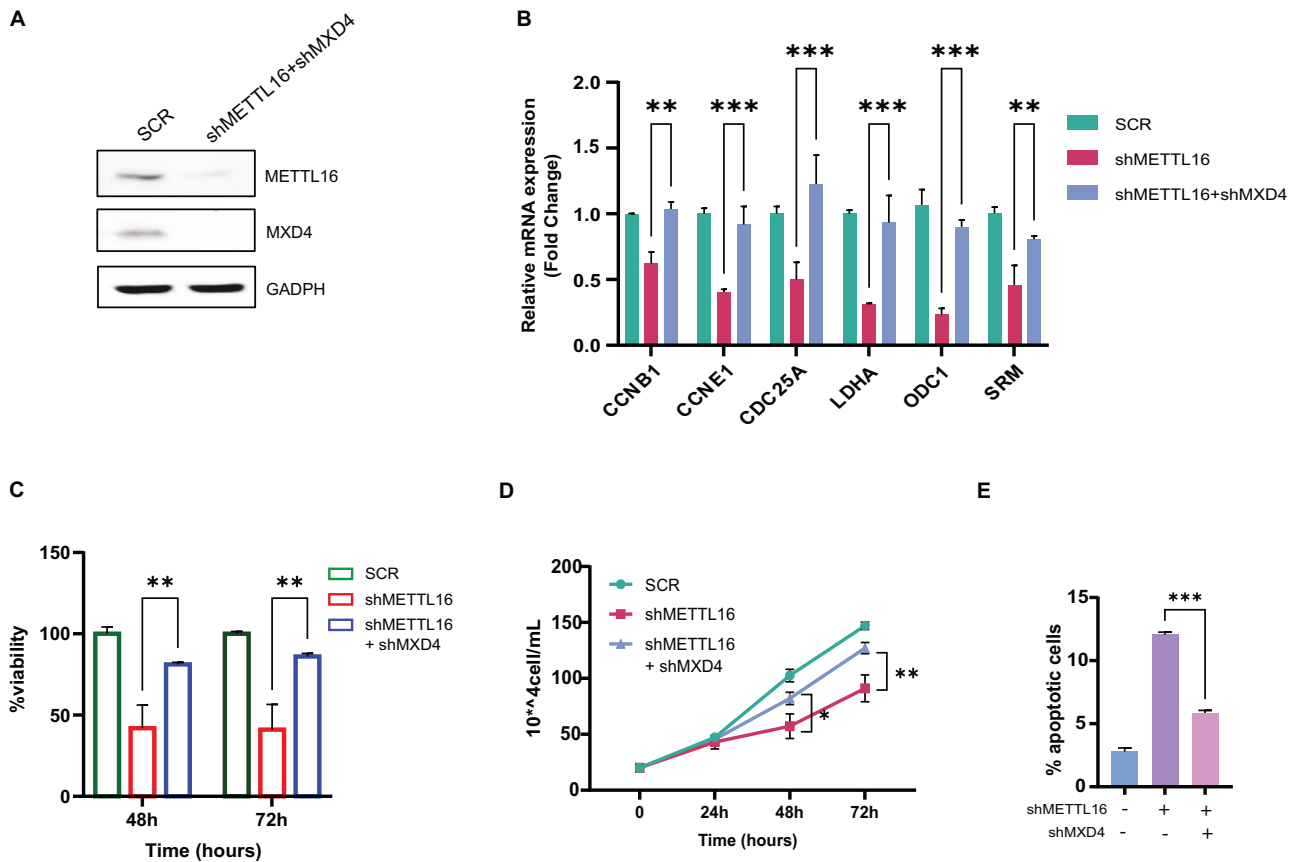 A
SCR
shMETTL16+shMXD4
METTL16
MXD4
GADPH
B
Relative mRNA expression
(Fold Change)
2.0
1.5
1.0
0.5
0.0
**
***
***
***
***
**
CCNB1
CCNE1
CDC25A
LDHA
ODC1
SRM
SCR
shMETTL16
shMETTL16+shMXD4
C
%viability
150
100
50
0
**
**
48h
72h
Time (hours)
SCR
shMETTL16
shMETTL16
+ shMXD4
D
10*^4cell/mL
200
150
100
50
0
SCR
shMETTL16
shMETTL16
+ shMXD4
*
**
0
24h
48h
72h
Time (hours)
E
% apoptotic cells
15
10
5
0
***
shMETTL16 - + +
shMXD4 - - +